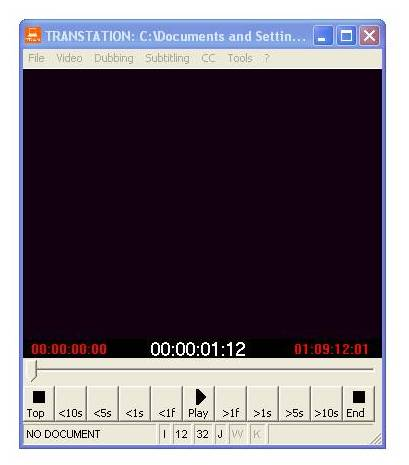 TRANSTATION: C:\Documents and Settin...
File Video Dubbing Subtitling CC Tools ?
00:00:00:00 00:00:01:12 01:09:12:01
Top <10s <5s <1s <1f Play >1f >1s >5s >10s End
NO DOCUMENT I 12 32 J W K